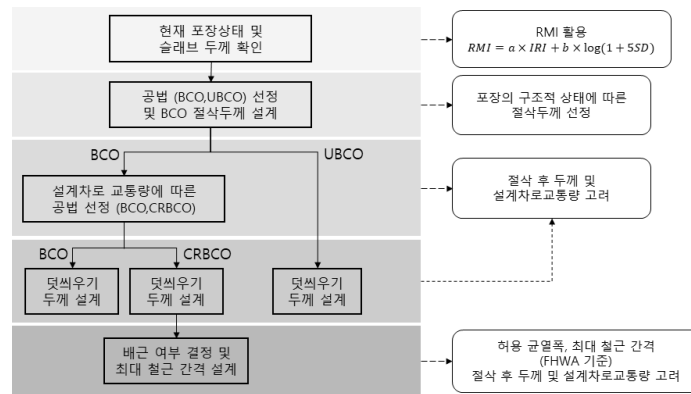 현재 포장상태 및
슬래브 두께 확인
RMI 활용
RMI = a × IRI + b × log(1 + 5SD)
공법 (BCO,UBCO) 선정
및 BCO 절삭두께 설계
포장의 구조적 상태에 따른
절삭두께 선정
BCO
UBCO
설계차로 교통량에 따른
공법 선정 (BCO,CRBCO)
절삭 후 두께 및
설계차로교통량 고려
BCO
CRBCO
덧씌우기
두께 설계
덧씌우기
두께 설계
덧씌우기
두께 설계
배근 여부 결정 및
최대 철근 간격 설계
허용 균열폭, 최대 철근 간격
(FHWA 기준)
절삭 후 두께 및 설계차로교통량 고려